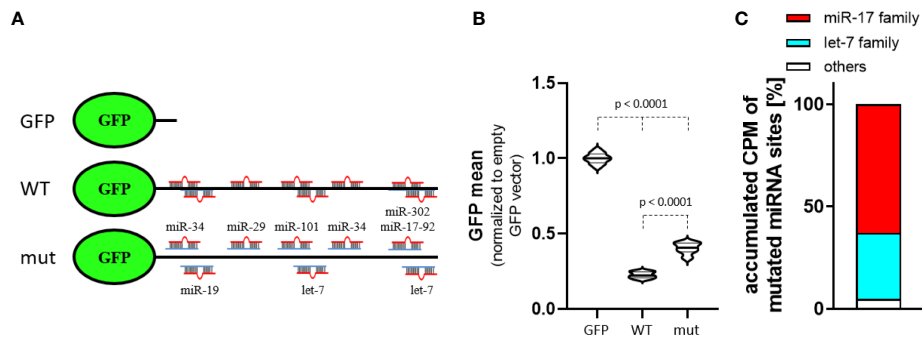 A
GFP
GFP
WT
GFP
miR-302
miR-34
miR-29
miR-101
miR-34
miR-17-92
mut
GFP
miR-19
let-7
let-7
B
GFP mean
(normalized to empty
GFP vector)
1.5
1.0
0.5
0.0
p < 0.0001
p < 0.0001
GFP
WT
mut
C
miR-17 family
let-7 family
others
accumulated CPM of
mutated miRNA sites [%]
100
50
0